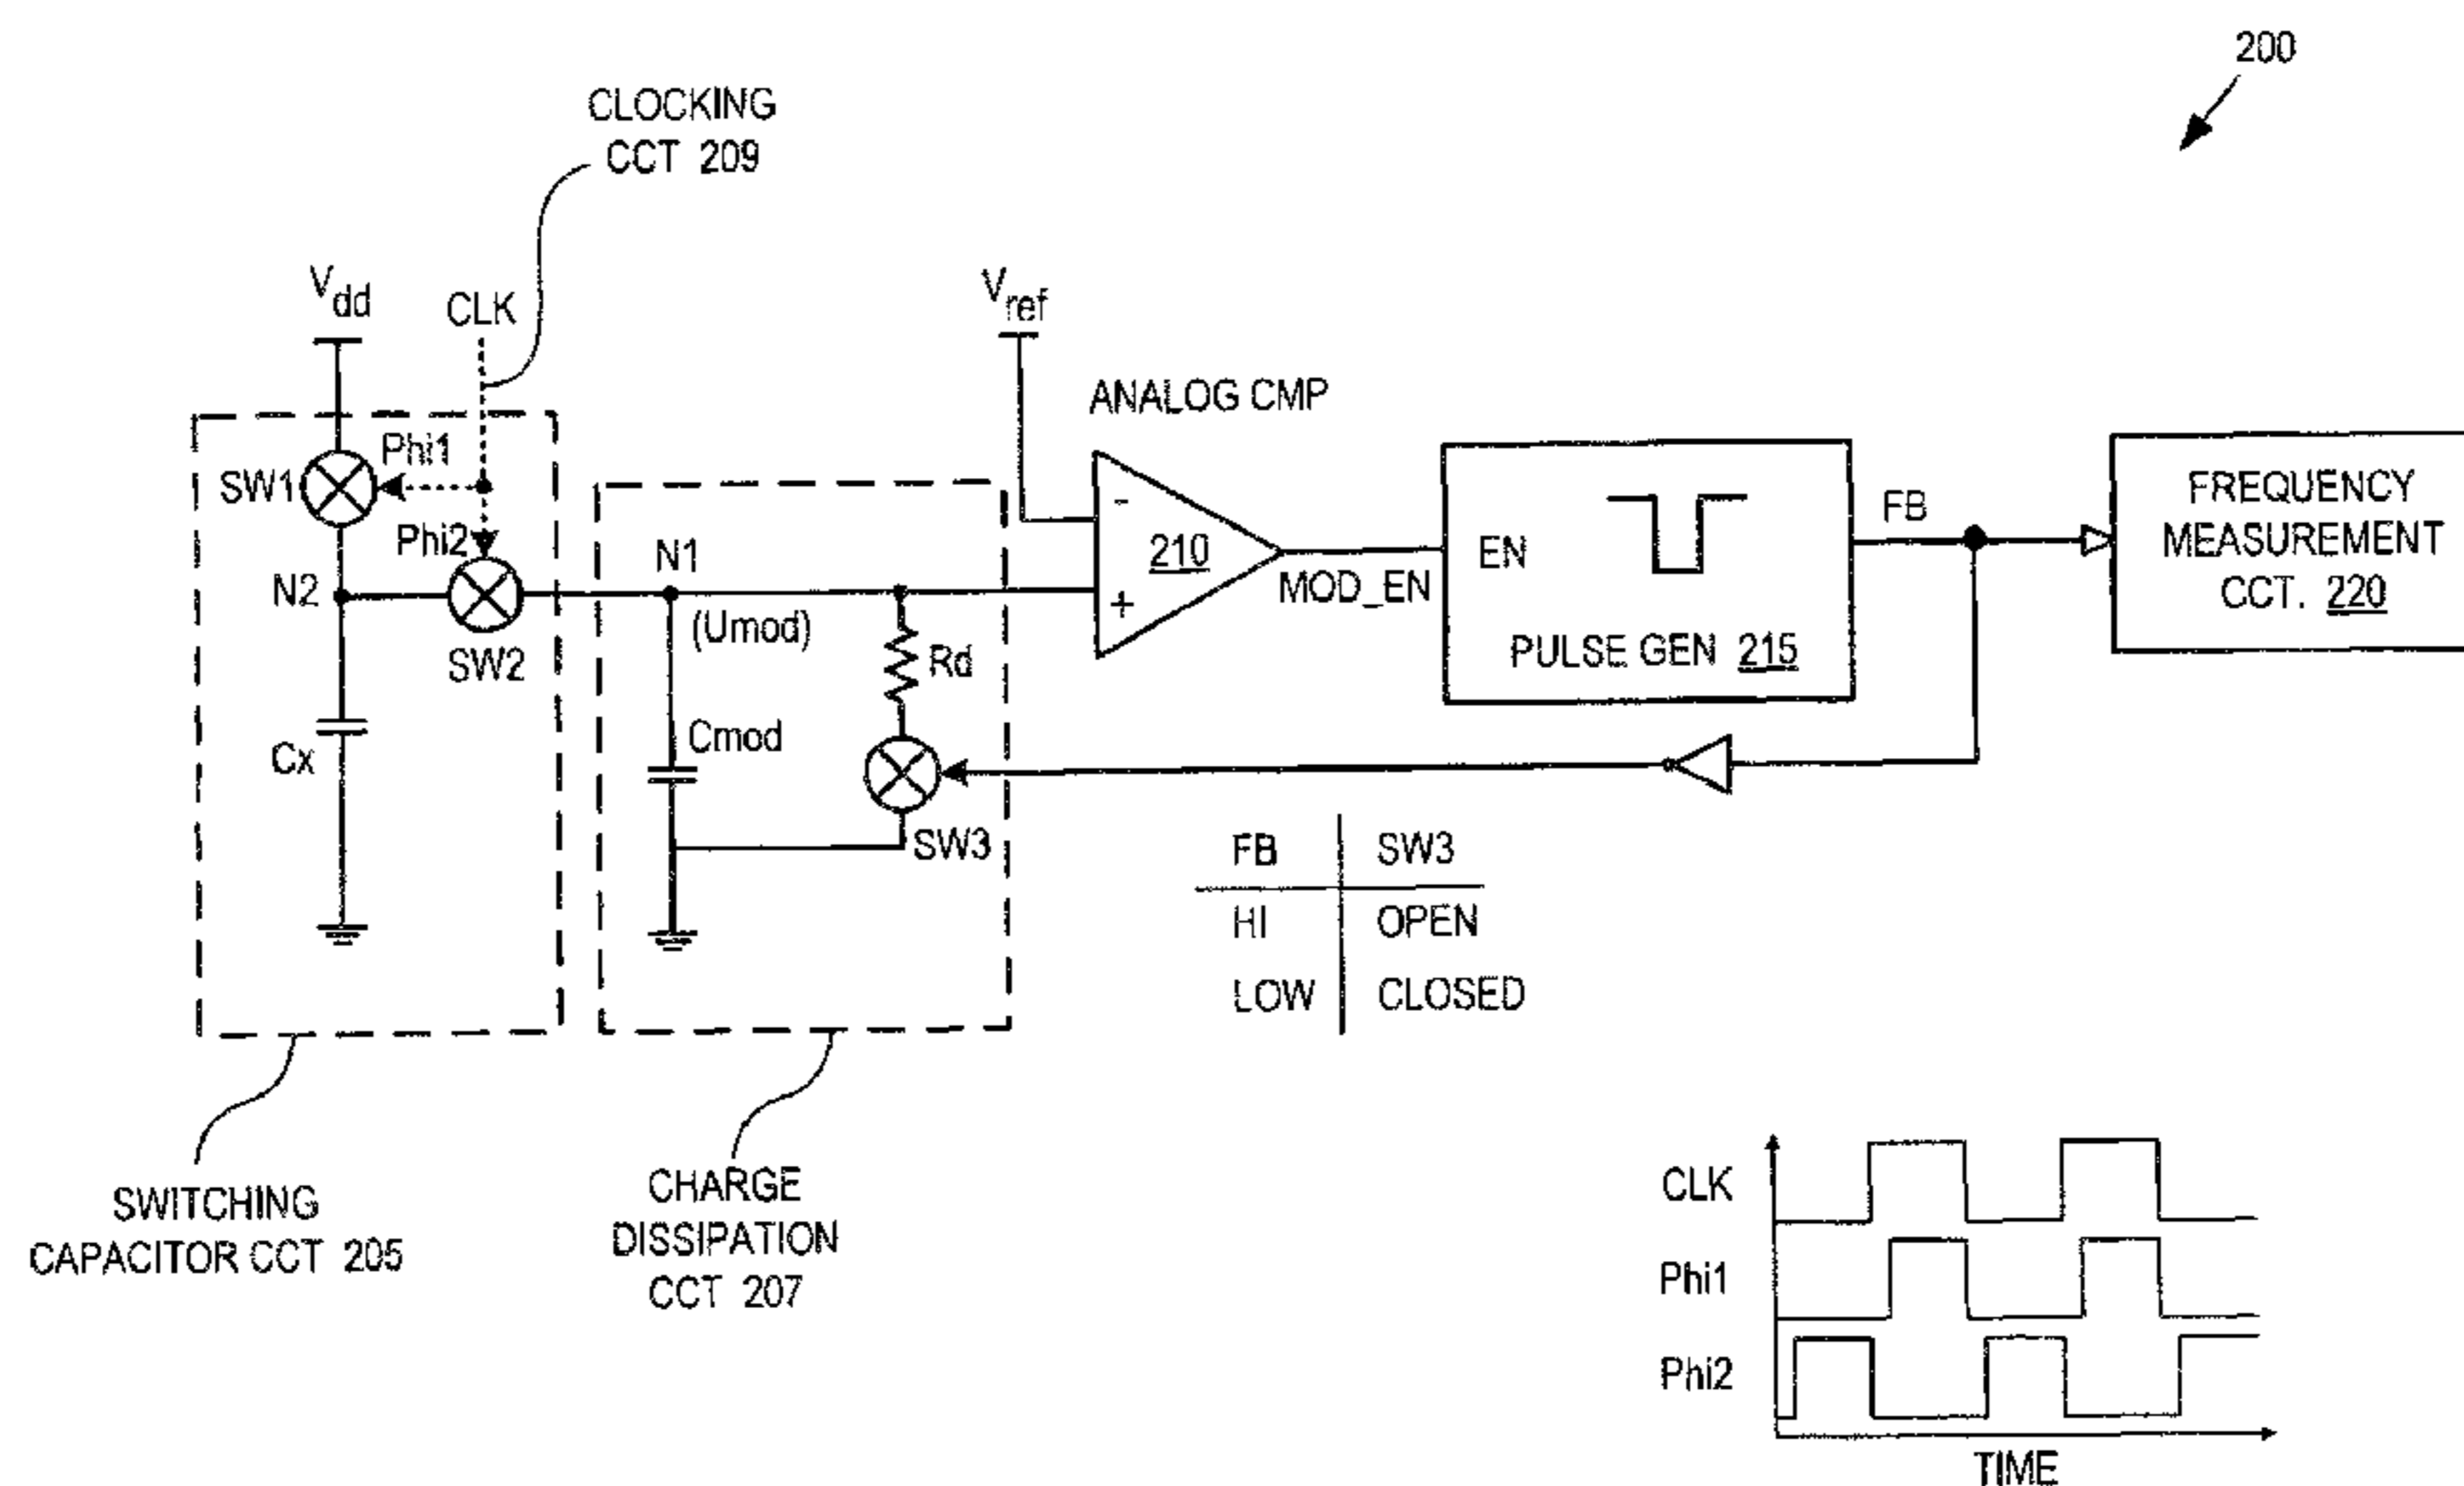 200
CLOCKING
CCT 209
Vdd
CLK
Vref
ANALOG CMP
Phi1
SW1
Phi2
N2
SW2
N1
(Umod)
Rd
-
+
210
MOD_EN
EN
PULSE GEN 215
FB
FREQUENCY
MEASUREMENT
CCT. 220
Cx
Cmod
SW3
FB SW3
HI OPEN
LOW CLOSED
SWITCHING
CAPACITOR CCT 205
CHARGE
DISSIPATION
CCT 207
CLK
Phi1
Phi2
TIME